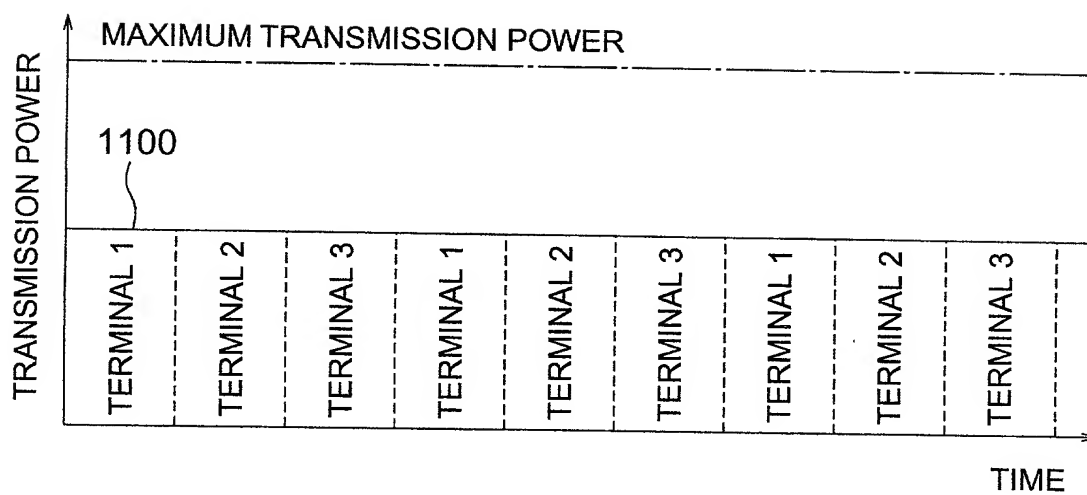 MAXIMUM TRANSMISSION POWER
TRANSMISSION POWER
1100
TERMINAL 1
TERMINAL 2
TERMINAL 3
TERMINAL 1
TERMINAL 2
TERMINAL 3
TERMINAL 1
TERMINAL 2
TERMINAL 3
TIME